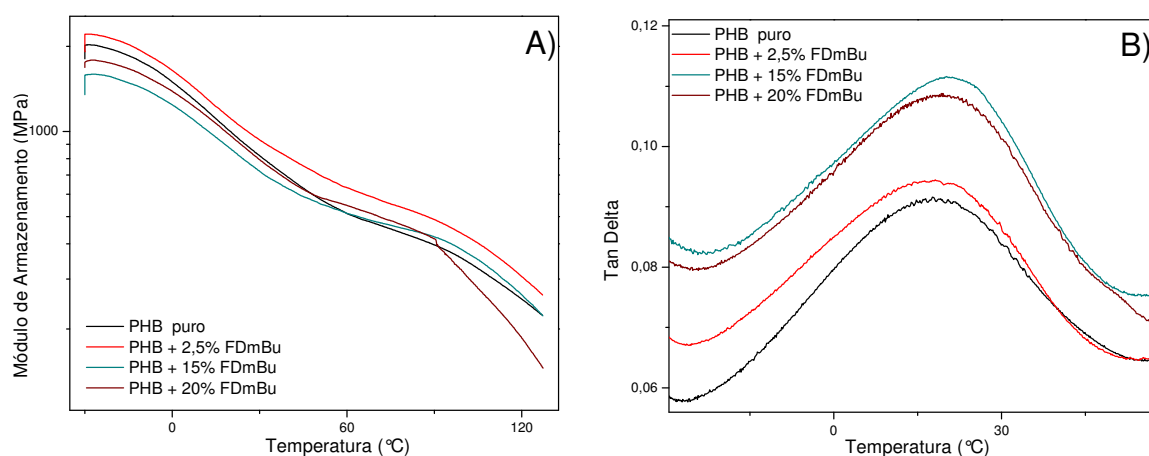 A)
Módulo de Armazenamento (MPa)
1000
PHB puro
PHB + 2,5% FDmBu
PHB + 15% FDmBu
PHB + 20% FDmBu
0 60 120
Temperatura (°C)
B)
Tan Delta
0,12
0,10
0,08
0,06
PHB puro
PHB + 2,5% FDmBu
PHB + 15% FDmBu
PHB + 20% FDmBu
0 30
Temperatura (°C)